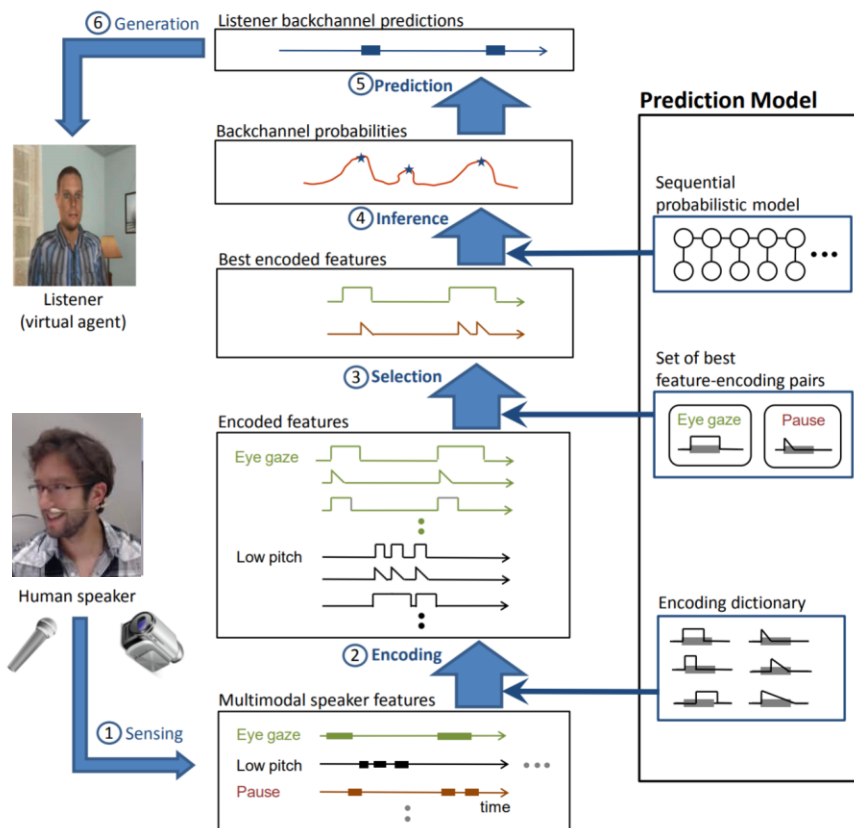 ⑥ Generation
Listener backchannel predictions
⑤ Prediction
Backchannel probabilities
④ Inference
Best encoded features
③ Selection
Encoded features
Eye gaze
Low pitch
② Encoding
Multimodal speaker features
Eye gaze
Low pitch
Pause
time
Listener
(virtual agent)
Human speaker
① Sensing
Prediction Model
Sequential
probabilistic model
Set of best
feature-encoding pairs
Eye gaze
Pause
Encoding dictionary